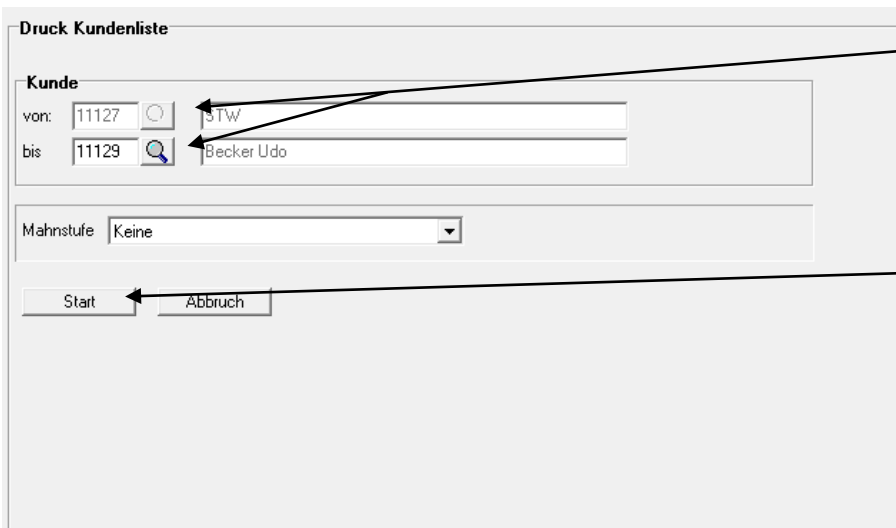 Druck Kundenliste
Kunde
von: 11127 STW
bis 11129 Becker Udo
Mahnstufe Keine
Start Abbruch